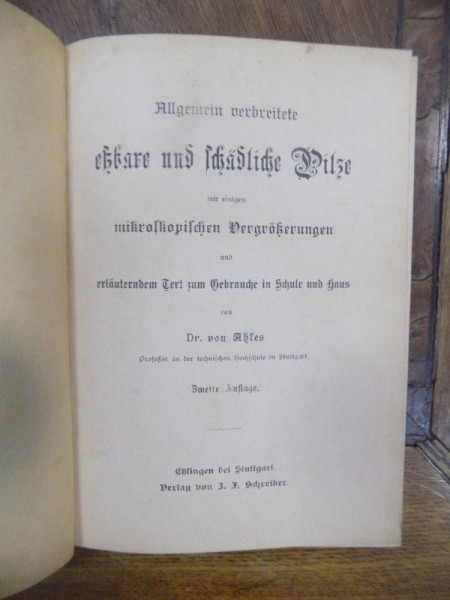 Allgemein verbreitete
eßbare und schädliche Pilze
mit einigen
mikroskopischen Vergrößerungen
und
erläuterndem Text zum Gebrauche in Schule und Haus
von
Dr. von Ahles
Professor an der technischen Hochschule in Stuttgart.
Zweite Auflage.
Eßlingen bei Stuttgart
Verlag von J. F. Schreiber.